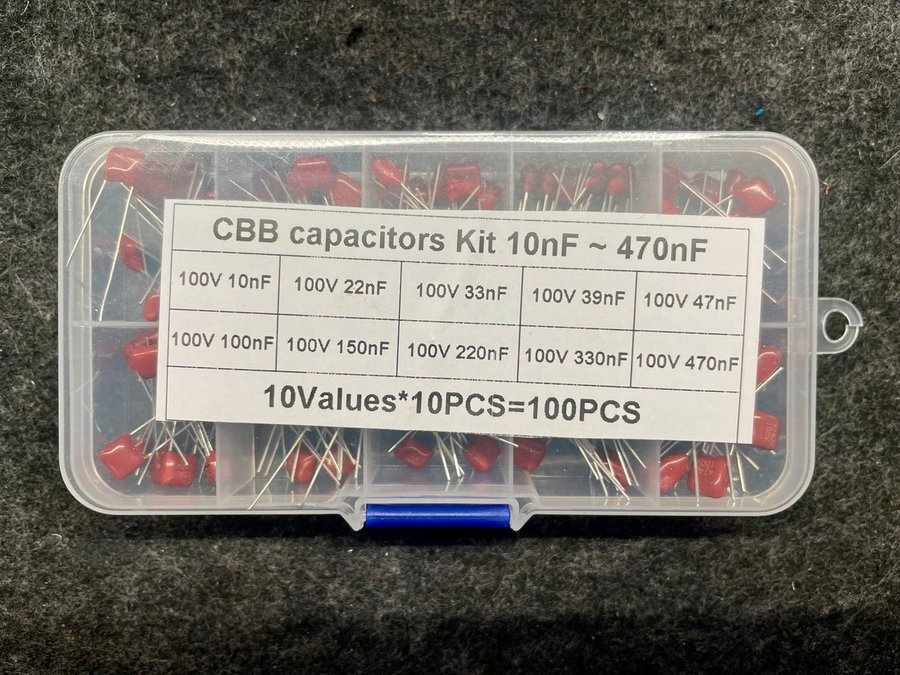 CBB capacitors Kit 10nF ~ 470nF
100V 10nF 100V 22nF 100V 33nF 100V 39nF 100V 47nF
100V 100nF 100V 150nF 100V 220nF 100V 330nF 100V 470nF
10Values*10PCS=100PCS